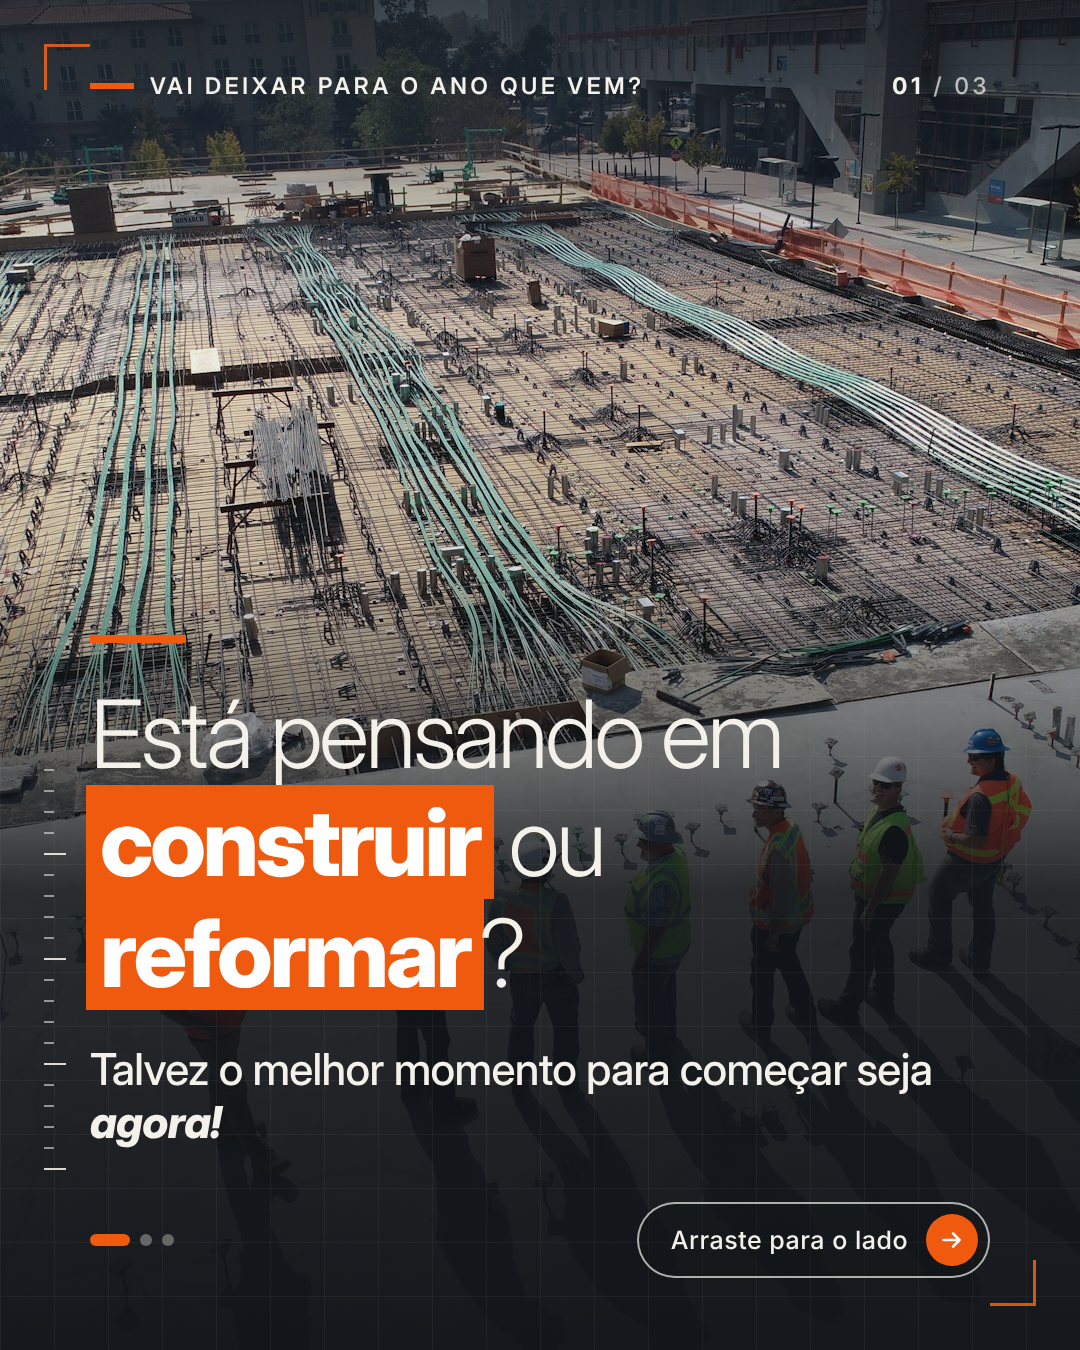 VAI DEIXAR PARA O ANO QUE VEM?
01 / 03
MONARCH
Está pensando em
construir ou
reformar?
Talvez o melhor momento para começar seja
agora!
Arraste para o lado